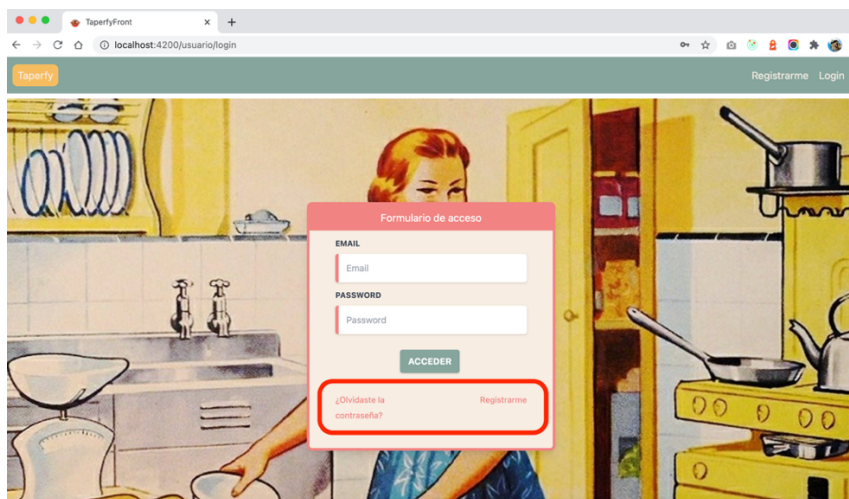 TaperfyFront
localhost:4200/usuario/login
Taperfy
Registrarme Login
Formulario de acceso
EMAIL
Email
PASSWORD
Password
ACCEDER
¿Olvidaste la
contraseña?
Registrarme